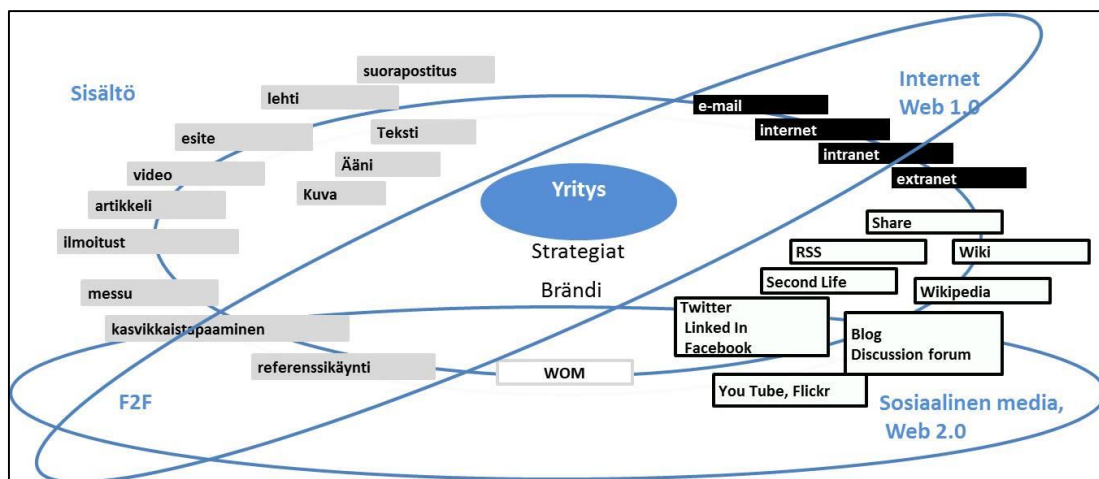 suorapostitus
Sisältö
lehti
Internet
Web 1.0
e-mail
esite
Teksti
internet
intranet
video
Ääni
extranet
Kuva
Yritys
artikkeli
Share
ilmoitust
Strategiat
RSS
Wiki
messu
Brändi
Second Life
Wikipedia
kasvikkaistapaaminen
Twitter
Linked In
Facebook
Blog
Discussion forum
referenssikäynti
WOM
You Tube, Flickr
F2F
Sosiaalinen media,
Web 2.0